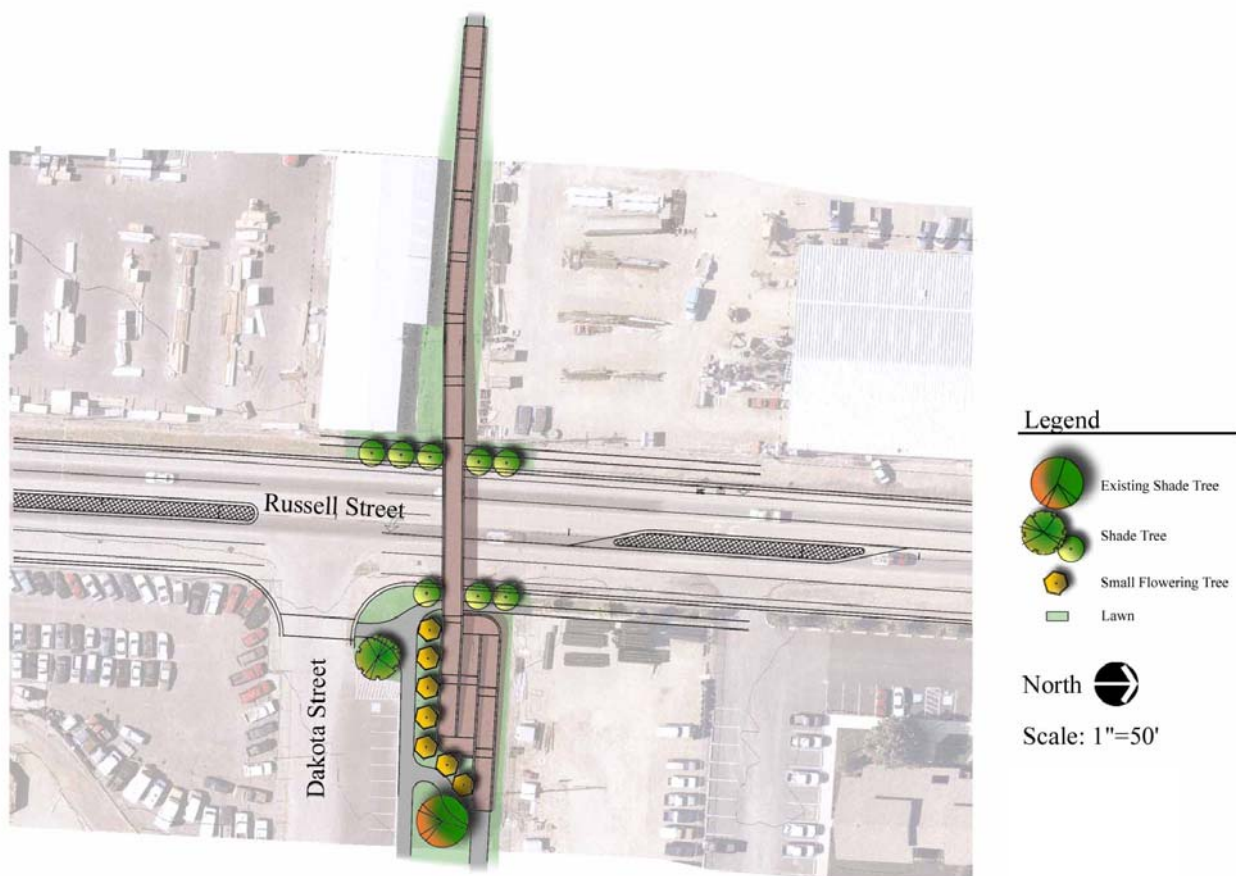 Russell Street
Dakota Street
Legend
Existing Shade Tree
Shade Tree
Small Flowering Tree
Lawn
North
Scale: 1"=50'